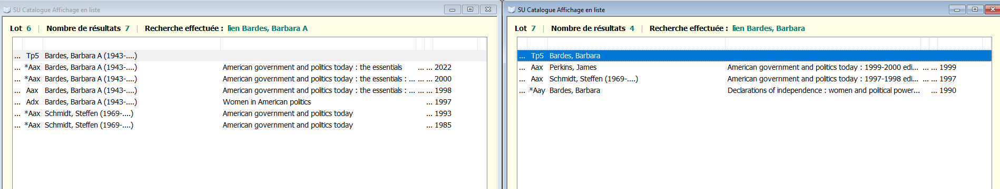 SU Catalogue Affichage en liste
Lot 6 | Nombre de résultats 7 | Recherche effectuée : lien Bardes, Barbara A
... Tp5 Bardes, Barbara A (1943-....)
... *Aax Bardes, Barbara A (1943-....) American government and politics today : the essentials ... ... 2022
... *Aax Bardes, Barbara A (1943-....) American government and politics today : the essentials : ... ... ... 2000
... Aax Bardes, Barbara A (1943-....) American government and politics today : the essentials : ... ... ... 1998
... Adx Bardes, Barbara A (1943-....) Women in American politics ... 1997
... *Aax Schmidt, Steffen (1969-....) American government and politics today ... 1993
... *Aax Schmidt, Steffen (1969-....) American government and politics today ... 1985
SU Catalogue Affichage en liste
Lot 7 | Nombre de résultats 4 | Recherche effectuée : lien Bardes, Barbara
... Tp5 Bardes, Barbara
... Aax Perkins, James American government and politics today : 1999-2000 edi... ... ... 1999
... Aax Schmidt, Steffen (1969-....) American government and politics today : 1997-1998 edi... ... ... 1997
... *Aay Bardes, Barbara Declarations of independence : women and political power... ... 1990